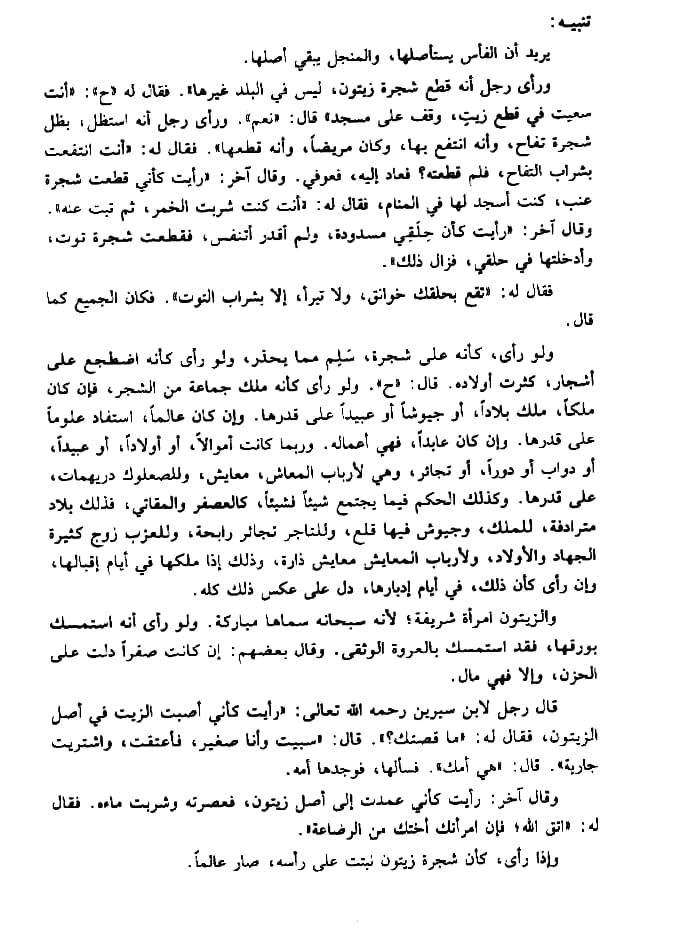 تنبيه:
يريد أن الفأس يستأصلها، والمنجل يبقي أصلها.
ورأى رجل أنه قطع شجرة زيتون، ليس في البلد غيرها». فقال له «ح»: «أنت
سعيت في قطع زيتٍ، وقف على مسجد» قال: «نعم». ورأى رجل أنه استظل، بظل
شجرة تفاح، وأنه انتفع بها، وكان مريضاً، وأنه قطعها». فقال له: «أنت انتفعت
بشراب التفاح، فلم قطعته؟ فعاد إليه، فعوفي. وقال آخر: «رأيت كأني قطعت شجرة
عنب، كنت أسجد لها في المنام، فقال له: «أنت كنت شربت الخمر، ثم تبت عنه».
وقال آخر: «رأيت كأن حِلَقِي مسدودة، ولم أقدر أتنفس، فقطعت شجرة توت،
وأدخلتها في حلقي، فزال ذلك».
فقال له: «تقع بحلقك خوانق، ولا تبرأ، إلا بشراب التوت». فكان الجميع كما
قال.
ولو رأى، كأنه على شجرة، سَلِم مما يحذر، ولو رأى كأنه اضطجع على
أشجار، كثرت أولاده. قال: «ح». ولو رأى كأنه ملك جماعة من الشجر، فإن كان
ملكاً، ملك بلاداً، أو جيوشاً أو عبيداً على قدرها. وإن كان عالماً، استفاد علوماً
على قدرها. وإن كان عابداً، فهي أعماله. وربما كانت أموالاً، أو أولاداً، أو عبيداً،
أو دواب أو دوراً، أو تجائر، وهي لأرباب المعاش، معايش، وللصعلوك دريهمات،
على قدرها. وكذلك الحكم فيما يجتمع شيئاً فشيئاً، كالعصفر والمقاتي، فذلك بلاد
مترادفة، للملك، وجيوش فيها قلع، وللتاجر تجائر رابحة، وللعزب زوج كثيرة
الجهاد والأولاد، ولأرباب المعايش معايش ذارة، وذلك إذا ملكها في أيام إقبالها،
وإن رأى كأن ذلك، في أيام إدبارها، دل على عكس ذلك كله.
والزيتون امرأة شريفة؛ لأنه سبحانه سماها مباركة. ولو رأى أنه استمسك
بورقها، فقد استمسك بالعروة الوثقى. وقال بعضهم: إن كانت صفراً دلت على
الحزن، وإلا فهي مال.
قال رجل لابن سيرين رحمه الله تعالى: «رأيت كأني أصبت الزيت في أصل
الزيتون، فقال له: «ما قصتك؟». قال: «سبيت وأنا صغير، فأعتقت، واشتريت
جارية». قال: «هي أمك». فسألها، فوجدها أمه.
وقال آخر: رأيت كأني عمدت إلى أصل زيتون، فعصرته وشربت ماءه. فقال
له: «اتق الله؛ فإن امرأتك أختك من الرضاعة».
وإذا رأى، كأن شجرة زيتون نبتت على رأسه، صار عالماً.